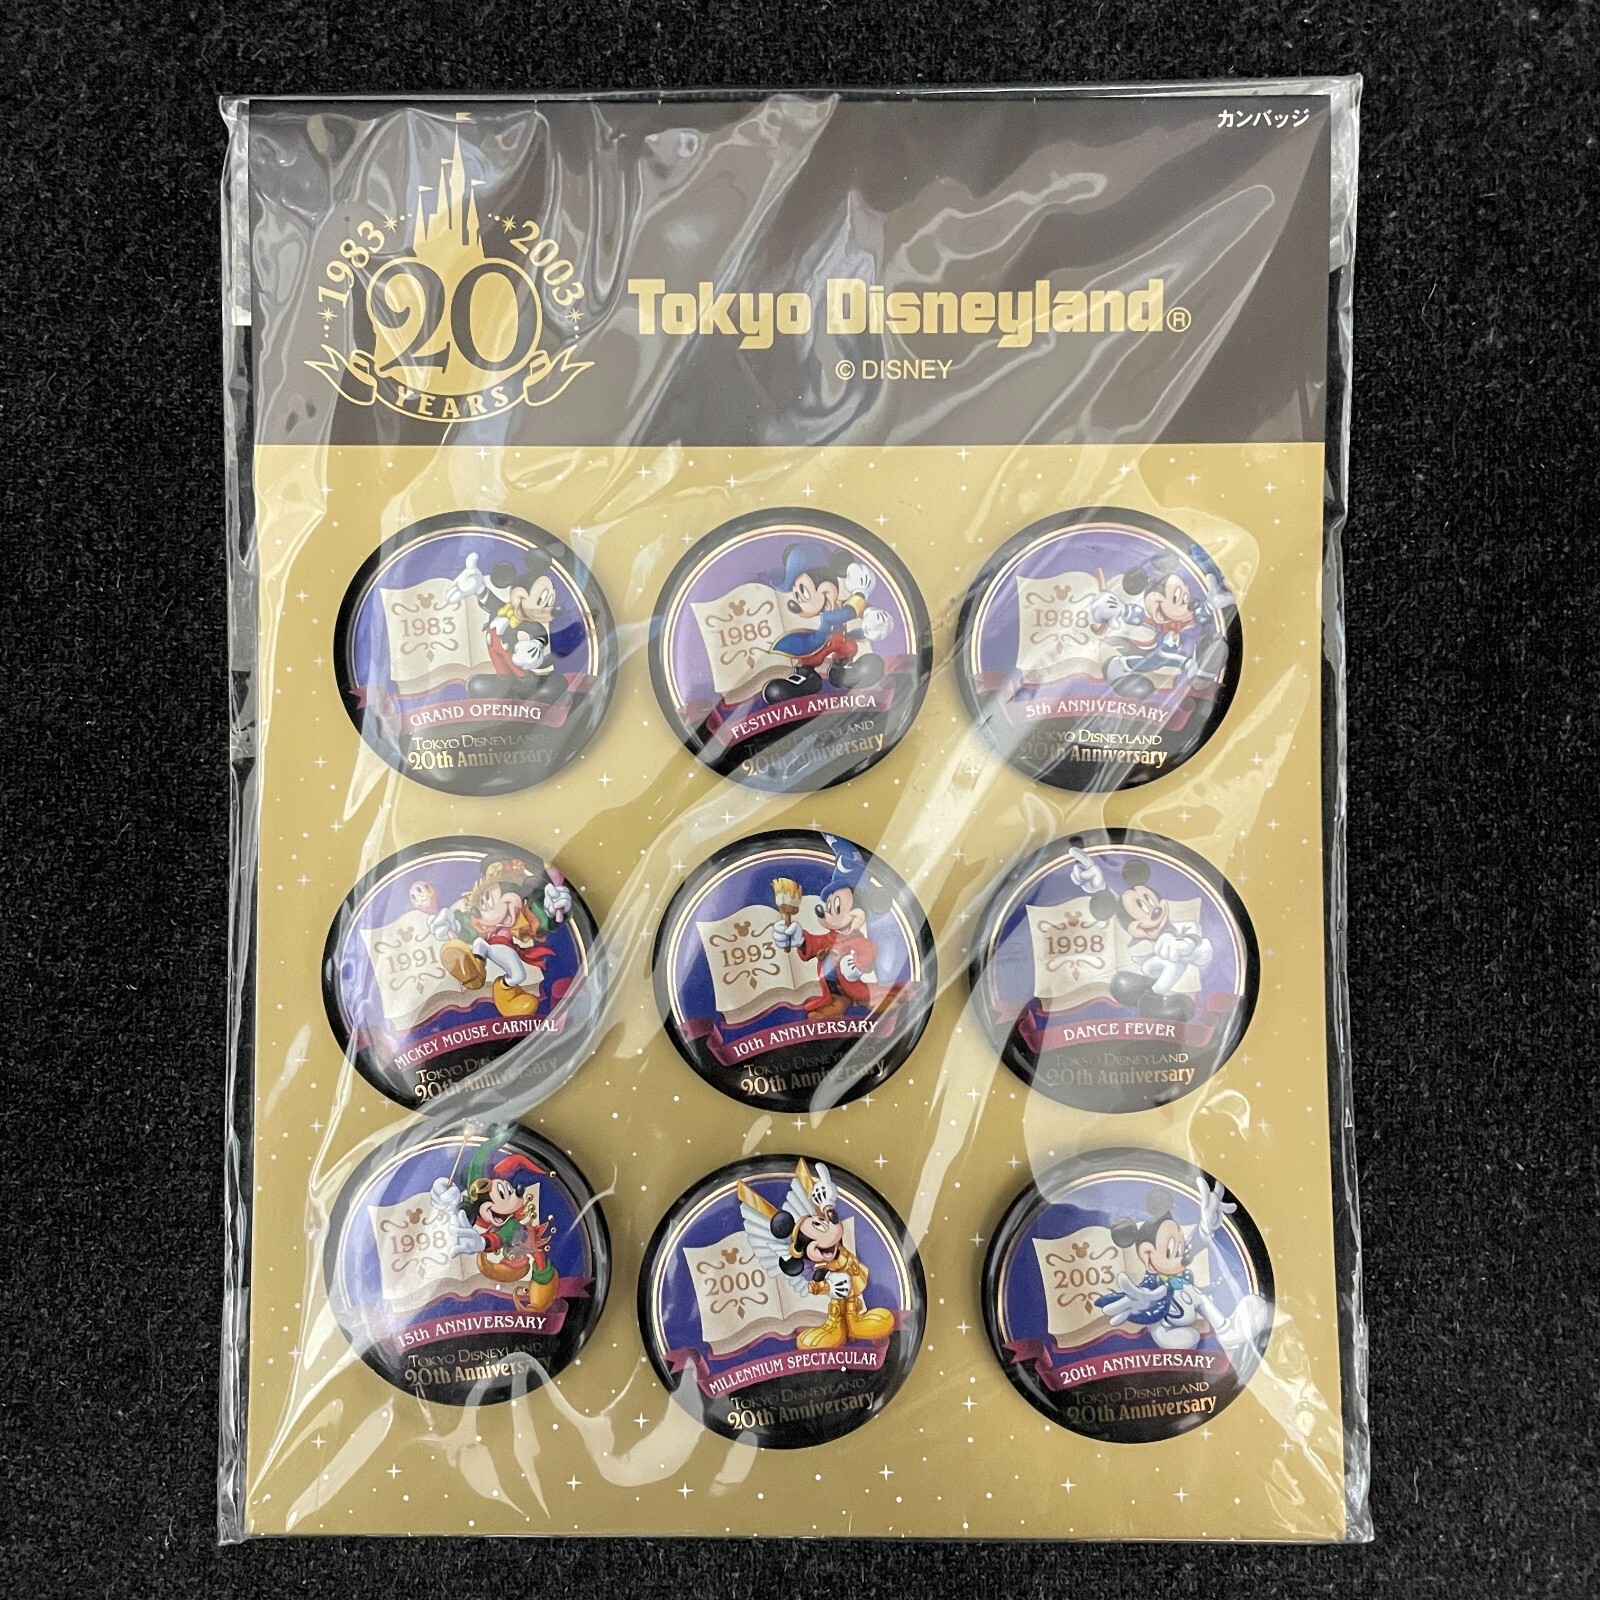 カンバッジ
1983 2003
20
YEARS
Tokyo Disneyland®
© DISNEY
1983
GRAND OPENING
TOKYO DISNEYLAND
20th Anniversary
1986
FESTIVAL AMERICA
TOKYO DISNEYLAND
20th Anniversary
1988
5th ANNIVERSARY
TOKYO DISNEYLAND
20th Anniversary
1991
MICKEY MOUSE CARNIVAL
TOKYO DISNEYLAND
20th Anniversary
1993
10th ANNIVERSARY
TOKYO DISNEYLAND
20th Anniversary
1998
DANCE FEVER
TOKYO DISNEYLAND
20th Anniversary
1998
15th ANNIVERSARY
TOKYO DISNEYLAND
20th Anniversary
2000
MILLENNIUM SPECTACULAR
TOKYO DISNEYLAND
20th Anniversary
2003
20th ANNIVERSARY
TOKYO DISNEYLAND
20th Anniversary